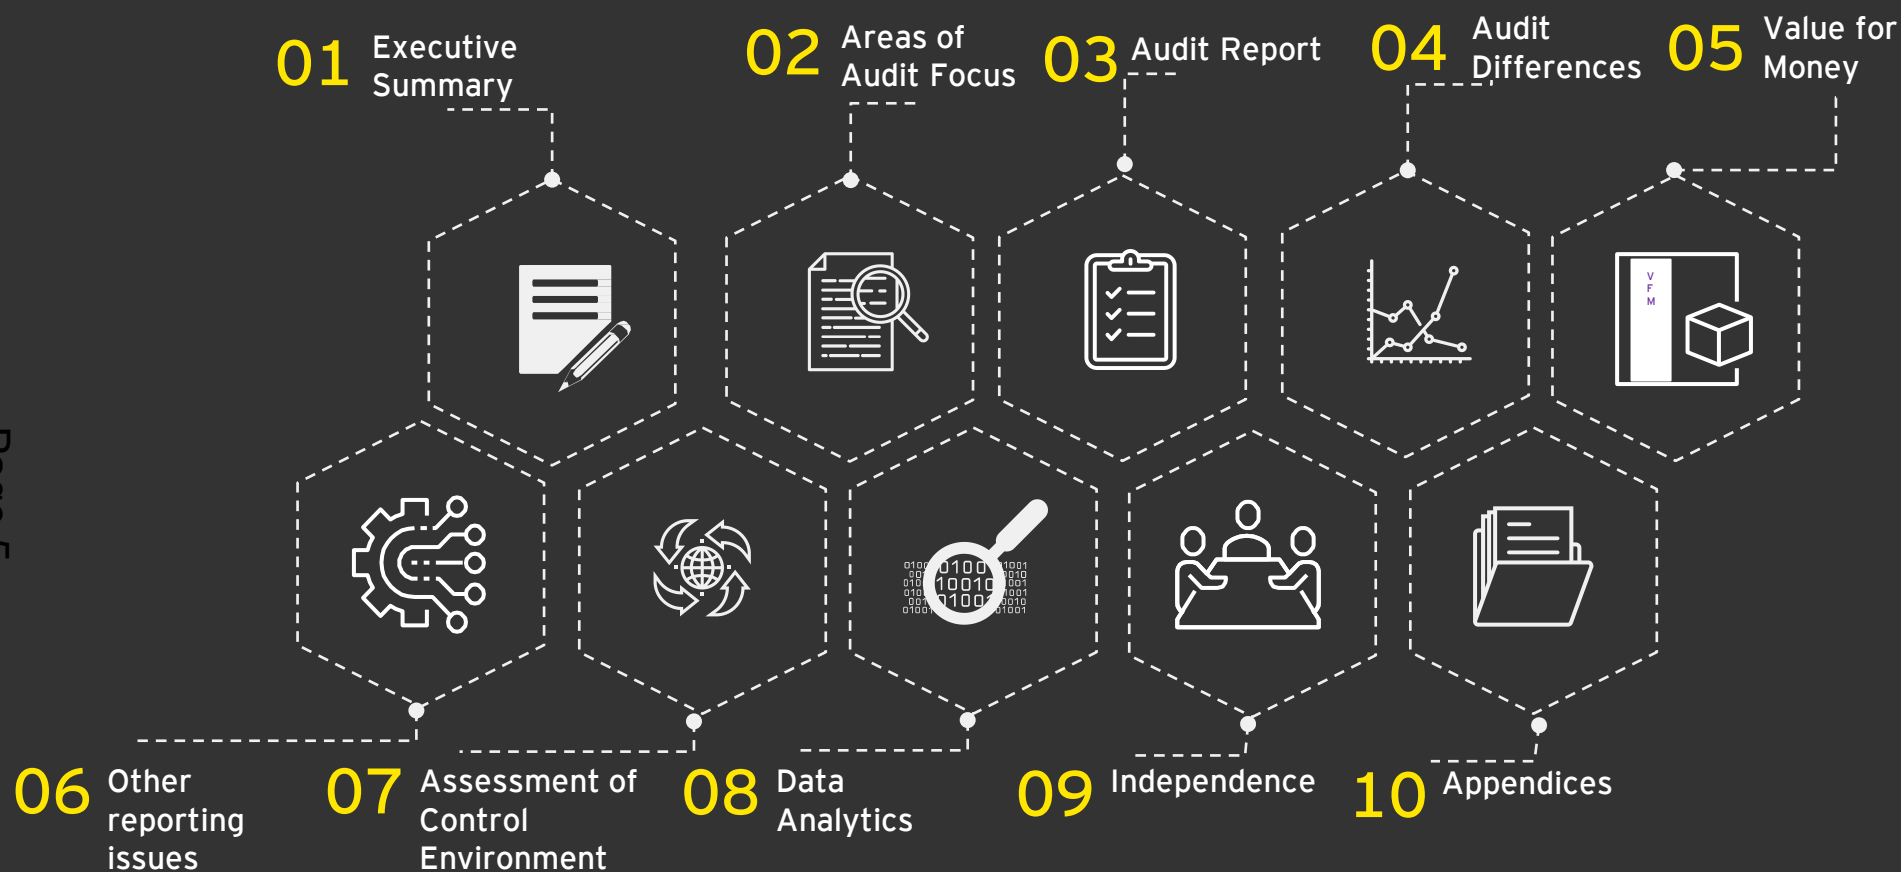 01 Executive
Summary
02 Areas of
Audit Focus
03 Audit Report
04 Audit
Differences
05 Value for
Money
V
F
M
06 Other
reporting
issues
07 Assessment of
Control
Environment
08 Data
Analytics
09 Independence
10 Appendices